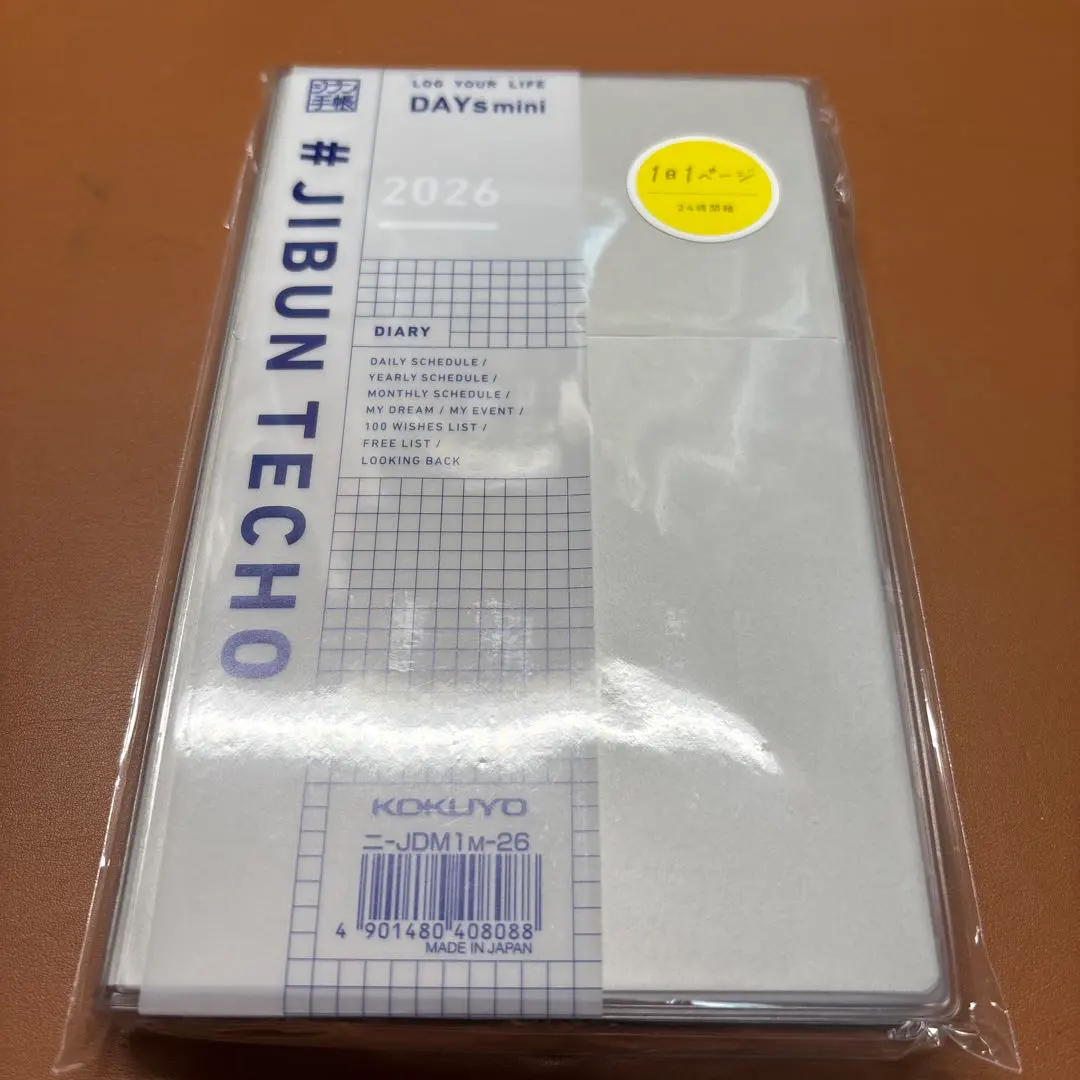 ジブン
手帳
# JIBUN TECHO
LOG YOUR LIFE
DAYs mini
2026
DIARY
DAILY SCHEDULE /
YEARLY SCHEDULE /
MONTHLY SCHEDULE /
MY DREAM / MY EVENT /
100 WISHES LIST /
FREE LIST /
LOOKING BACK
1日1ページ
24時間軸
KOKUYO
ニ-JDM1M-26
4 901480 408088
MADE IN JAPAN